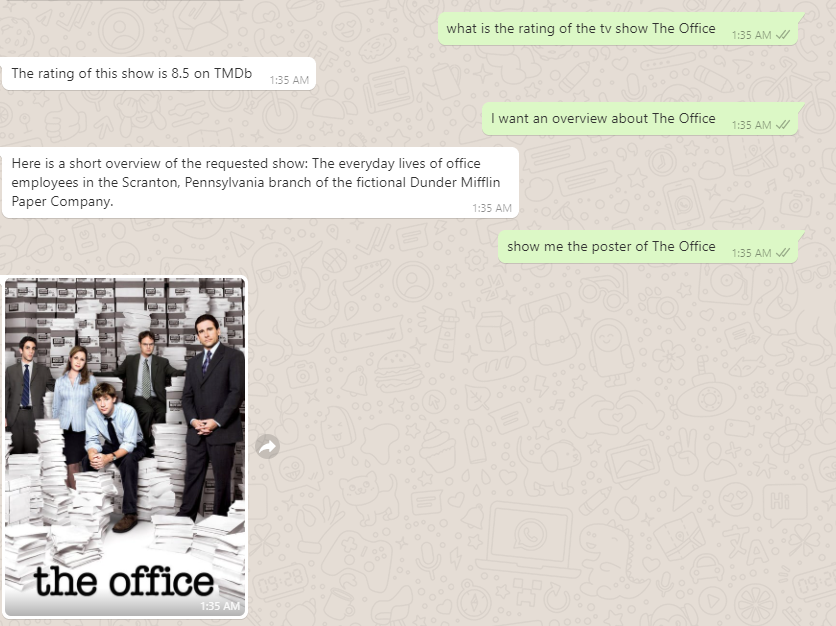 what is the rating of the tv show The Office 1:35 AM
The rating of this show is 8.5 on TMDb 1:35 AM
I want an overview about The Office 1:35 AM
Here is a short overview of the requested show: The everyday lives of office
employees in the Scranton, Pennsylvania branch of the fictional Dunder Mifflin
Paper Company.
1:35 AM
show me the poster of The Office 1:35 AM
the office
1:35 AM
Hi